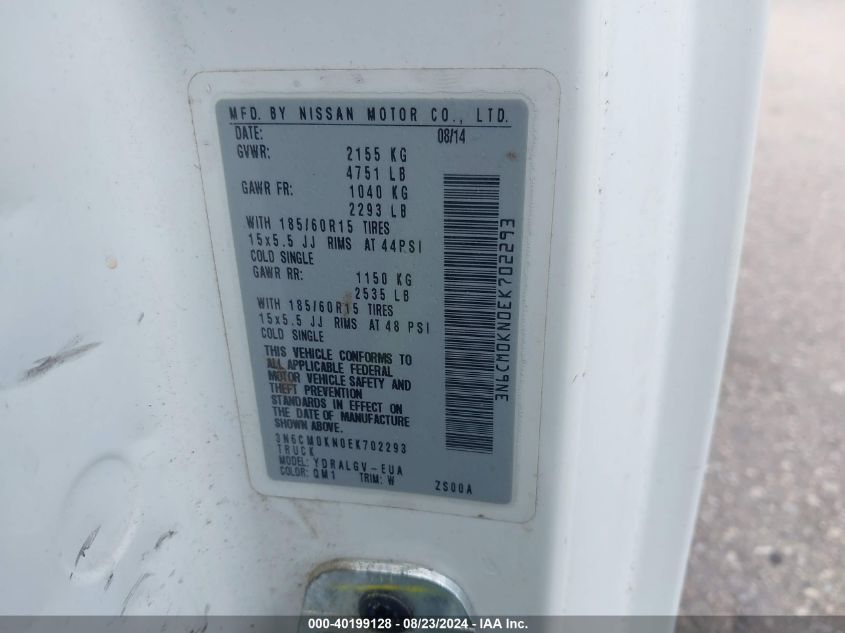 MFD. BY NISSAN MOTOR CO., LTD.
DATE: 08/14
GVWR: 2155 KG
4751 LB
GAWR FR: 1040 KG
2293 LB
WITH 185/60R15 TIRES
15x5.5 JJ RIMS AT 44PSI
COLD SINGLE
GAWR RR: 1150 KG
2535 LB
WITH 185/60R15 TIRES
15x5.5 JJ RIMS AT 48 PSI
COLD SINGLE
THIS VEHICLE CONFORMS TO
ALL APPLICABLE FEDERAL
MOTOR VEHICLE SAFETY AND
THEFT PREVENTION
STANDARDS IN EFFECT ON
THE DATE OF MANUFACTURE
SHOWN ABOVE.
3N6CM0KN0EK702293
TRUCK
MODEL: YDRALGV-EUA
COLOR: QM1 TRIM: W ZS00A
3N6CM0KN0EK702293
000-40199128 - 08/23/2024 - IAA Inc.